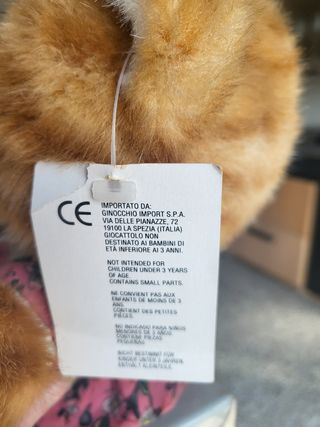 CE
IMPORTATO DA:
GINOCCHIO IMPORT S.P.A.
VIA DELLE PIANAZZE, 72
19100 LA SPEZIA (ITALIA)
GIOCATTOLO NON
DESTINATO AI BAMBINI DI
ETÀ INFERIORE AI 3 ANNI.
NOT INTENDED FOR
CHILDREN UNDER 3 YEARS
OF AGE.
CONTAINS SMALL PARTS.
NE CONVIENT PAS AUX
ENFANTS DE MOINS DE 3
ANS.
CONTIENT DES PETITES
PIÈCES.
NO INDICADO PARA NIÑOS
MENORES DE 3 AÑOS
CONTIENE PIEZAS
PEQUEÑAS
NICHT BESTIMMT FÜR
KINDER UNTER 3 JAHREN
ENTHÄLT KLEINTEILE